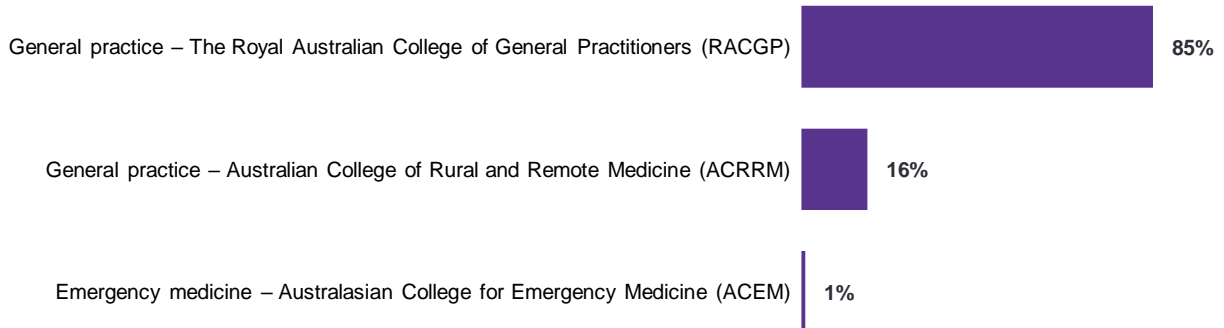 General practice – The Royal Australian College of General Practitioners (RACGP) 85%
General practice – Australian College of Rural and Remote Medicine (ACRRM) 16%
Emergency medicine – Australasian College for Emergency Medicine (ACEM) 1%